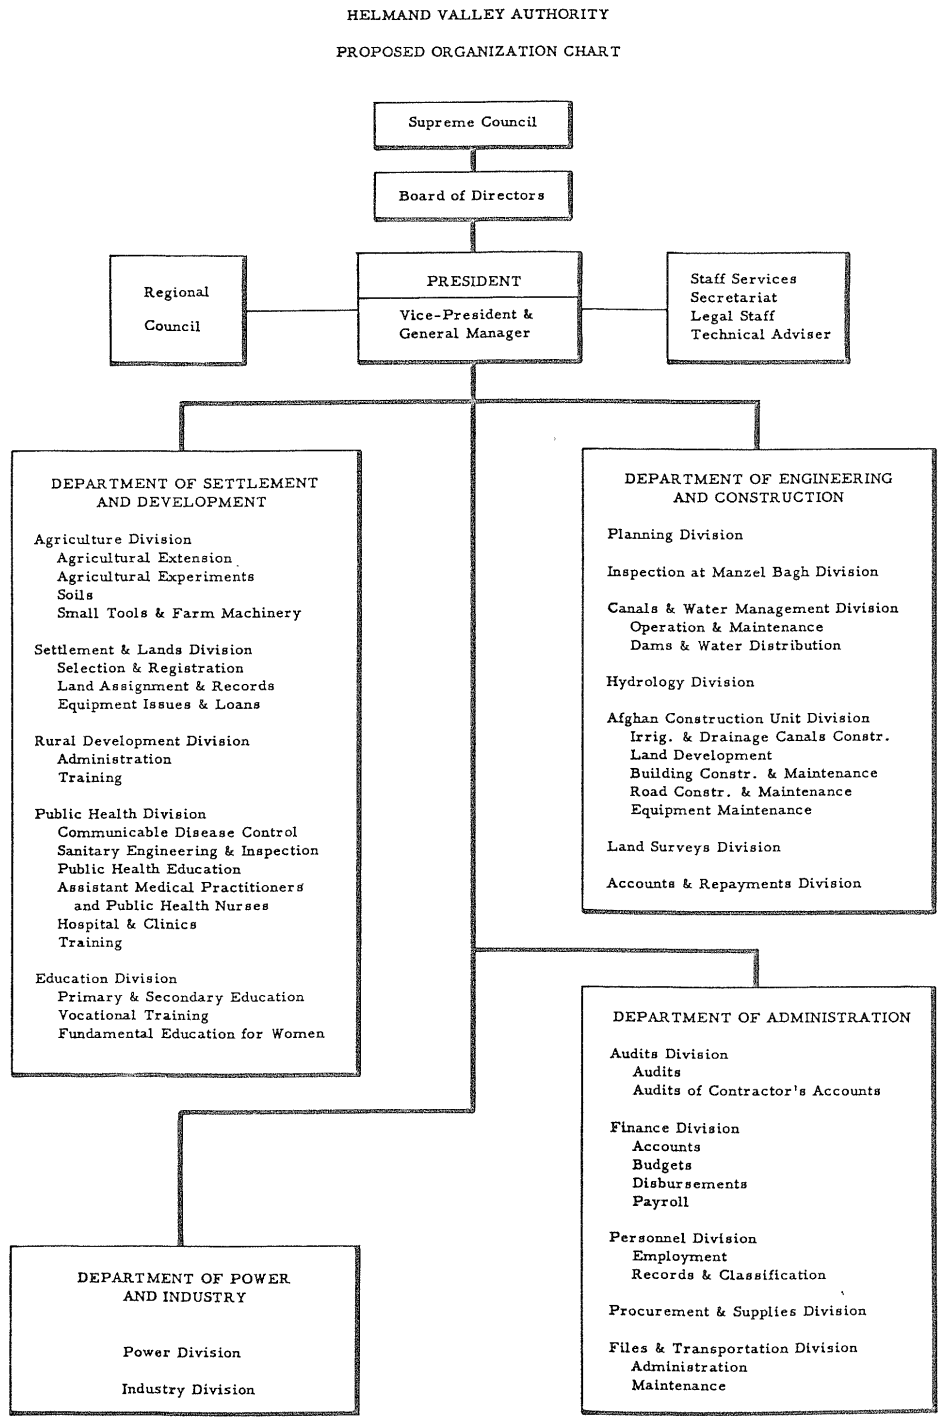 HELMAND VALLEY AUTHORITY
PROPOSED ORGANIZATION CHART
Supreme Council
Board of Directors
Regional
Council
PRESIDENT
Vice-President &
General Manager
Staff Services
Secretariat
Legal Staff
Technical Adviser
DEPARTMENT OF SETTLEMENT
AND DEVELOPMENT
Agriculture Division
Agricultural Extension
Agricultural Experiments
Soils
Small Tools & Farm Machinery
Settlement & Lands Division
Selection & Registration
Land Assignment & Records
Equipment Issues & Loans
Rural Development Division
Administration
Training
Public Health Division
Communicable Disease Control
Sanitary Engineering & Inspection
Public Health Education
Assistant Medical Practitioners
and Public Health Nurses
Hospital & Clinics
Training
Education Division
Primary & Secondary Education
Vocational Training
Fundamental Education for Women
DEPARTMENT OF ENGINEERING
AND CONSTRUCTION
Planning Division
Inspection at Manzel Bagh Division
Canals & Water Management Division
Operation & Maintenance
Dams & Water Distribution
Hydrology Division
Afghan Construction Unit Division
Irrig. & Drainage Canals Constr.
Land Development
Building Constr. & Maintenance
Road Constr. & Maintenance
Equipment Maintenance
Land Surveys Division
Accounts & Repayments Division
DEPARTMENT OF ADMINISTRATION
Audits Division
Audits
Audits of Contractor's Accounts
Finance Division
Accounts
Budgets
Disbursements
Payroll
Personnel Division
Employment
Records & Classification
Procurement & Supplies Division
Files & Transportation Division
Administration
Maintenance
DEPARTMENT OF POWER
AND INDUSTRY
Power Division
Industry Division